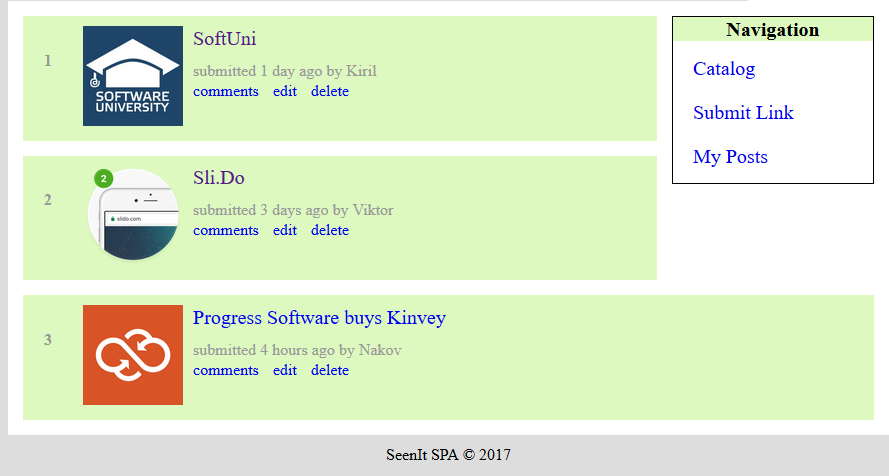 1
SOFTWARE
UNIVERSITY
SoftUni
submitted 1 day ago by Kiril
comments edit delete
2
2
slido.com
Sli.Do
submitted 3 days ago by Viktor
comments edit delete
3
Progress Software buys Kinvey
submitted 4 hours ago by Nakov
comments edit delete
Navigation
Catalog
Submit Link
My Posts
SeenIt SPA © 2017